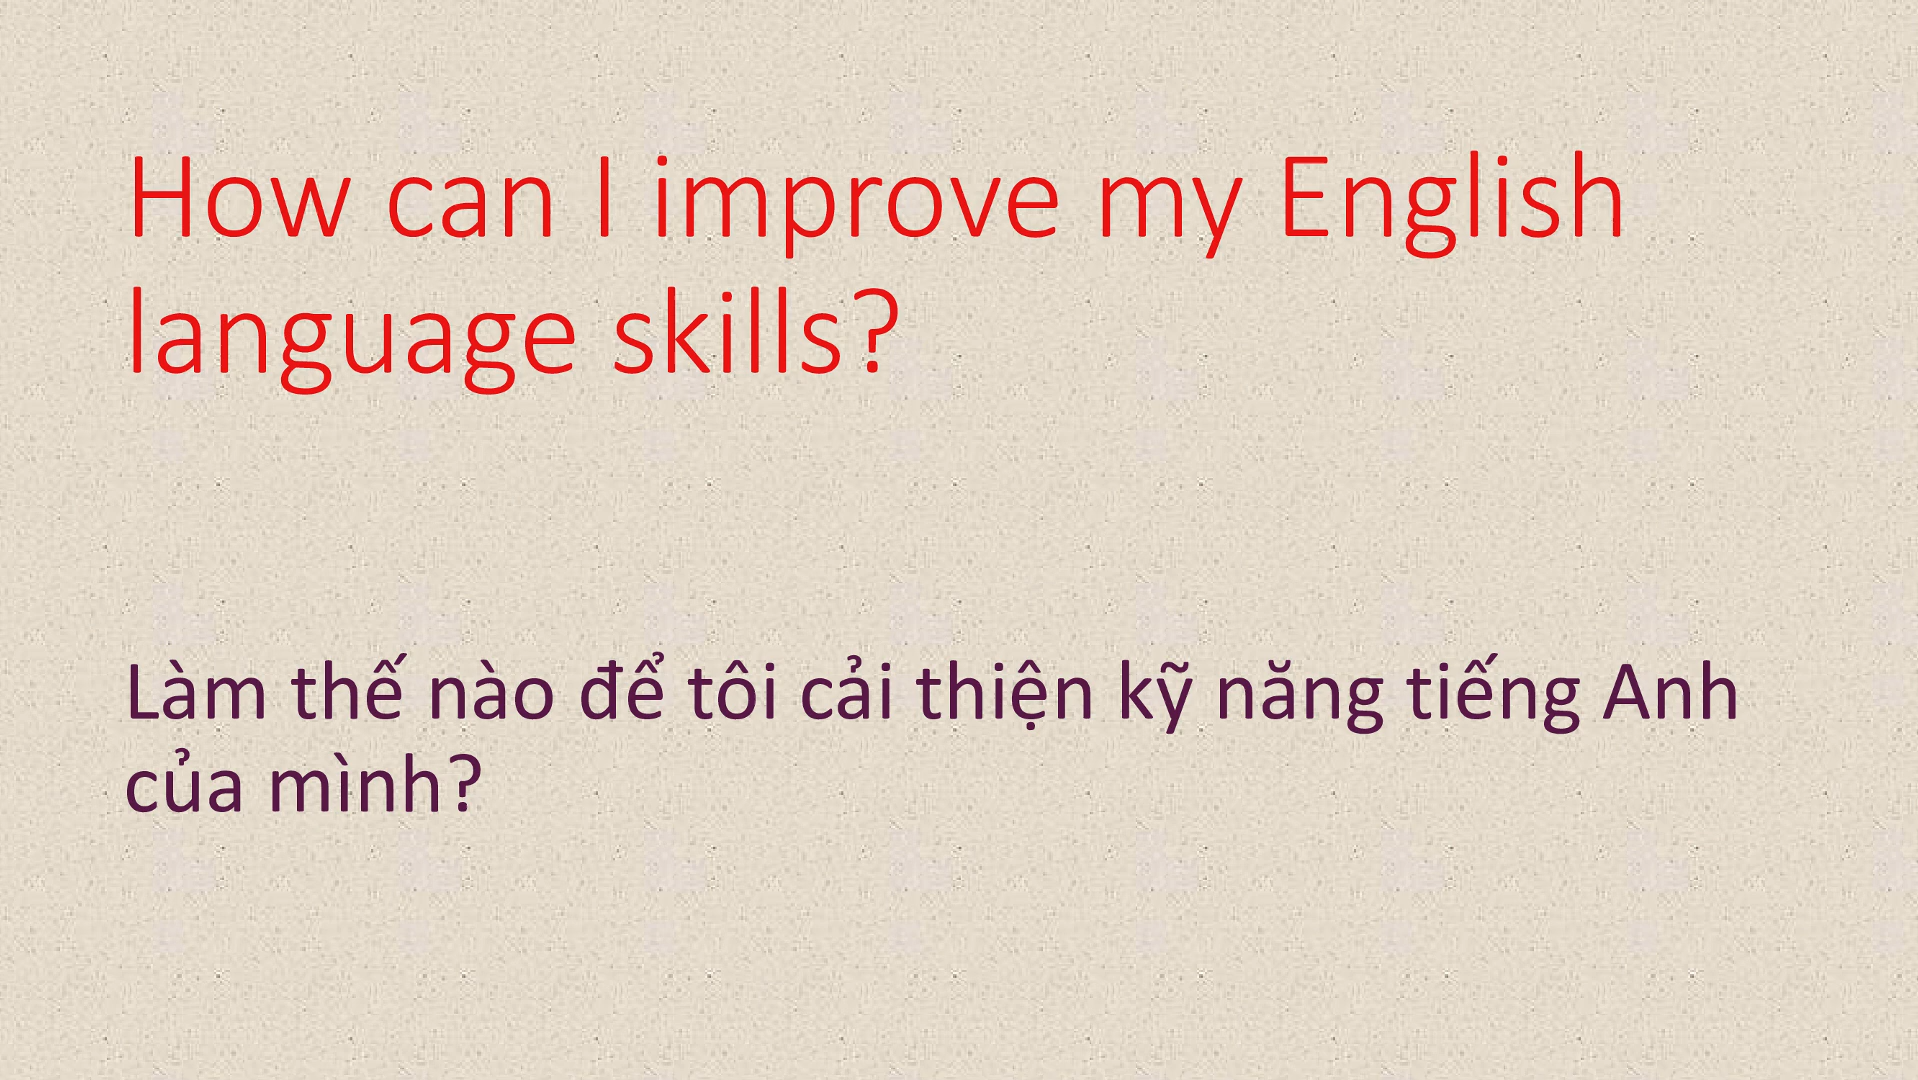 How can I improve my English
language skills?
Làm thế nào để tôi cải thiện kỹ năng tiếng Anh
của mình?